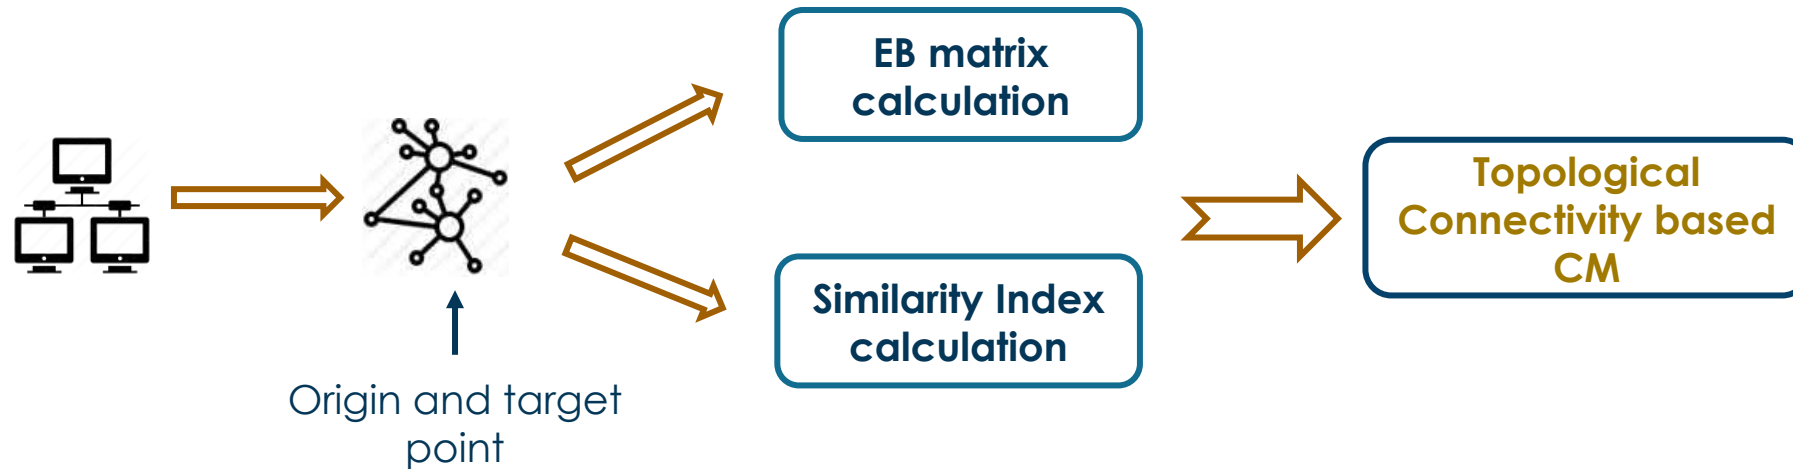 EB matrix
calculation
Topological
Connectivity based
CM
Similarity Index
calculation
Origin and target
point